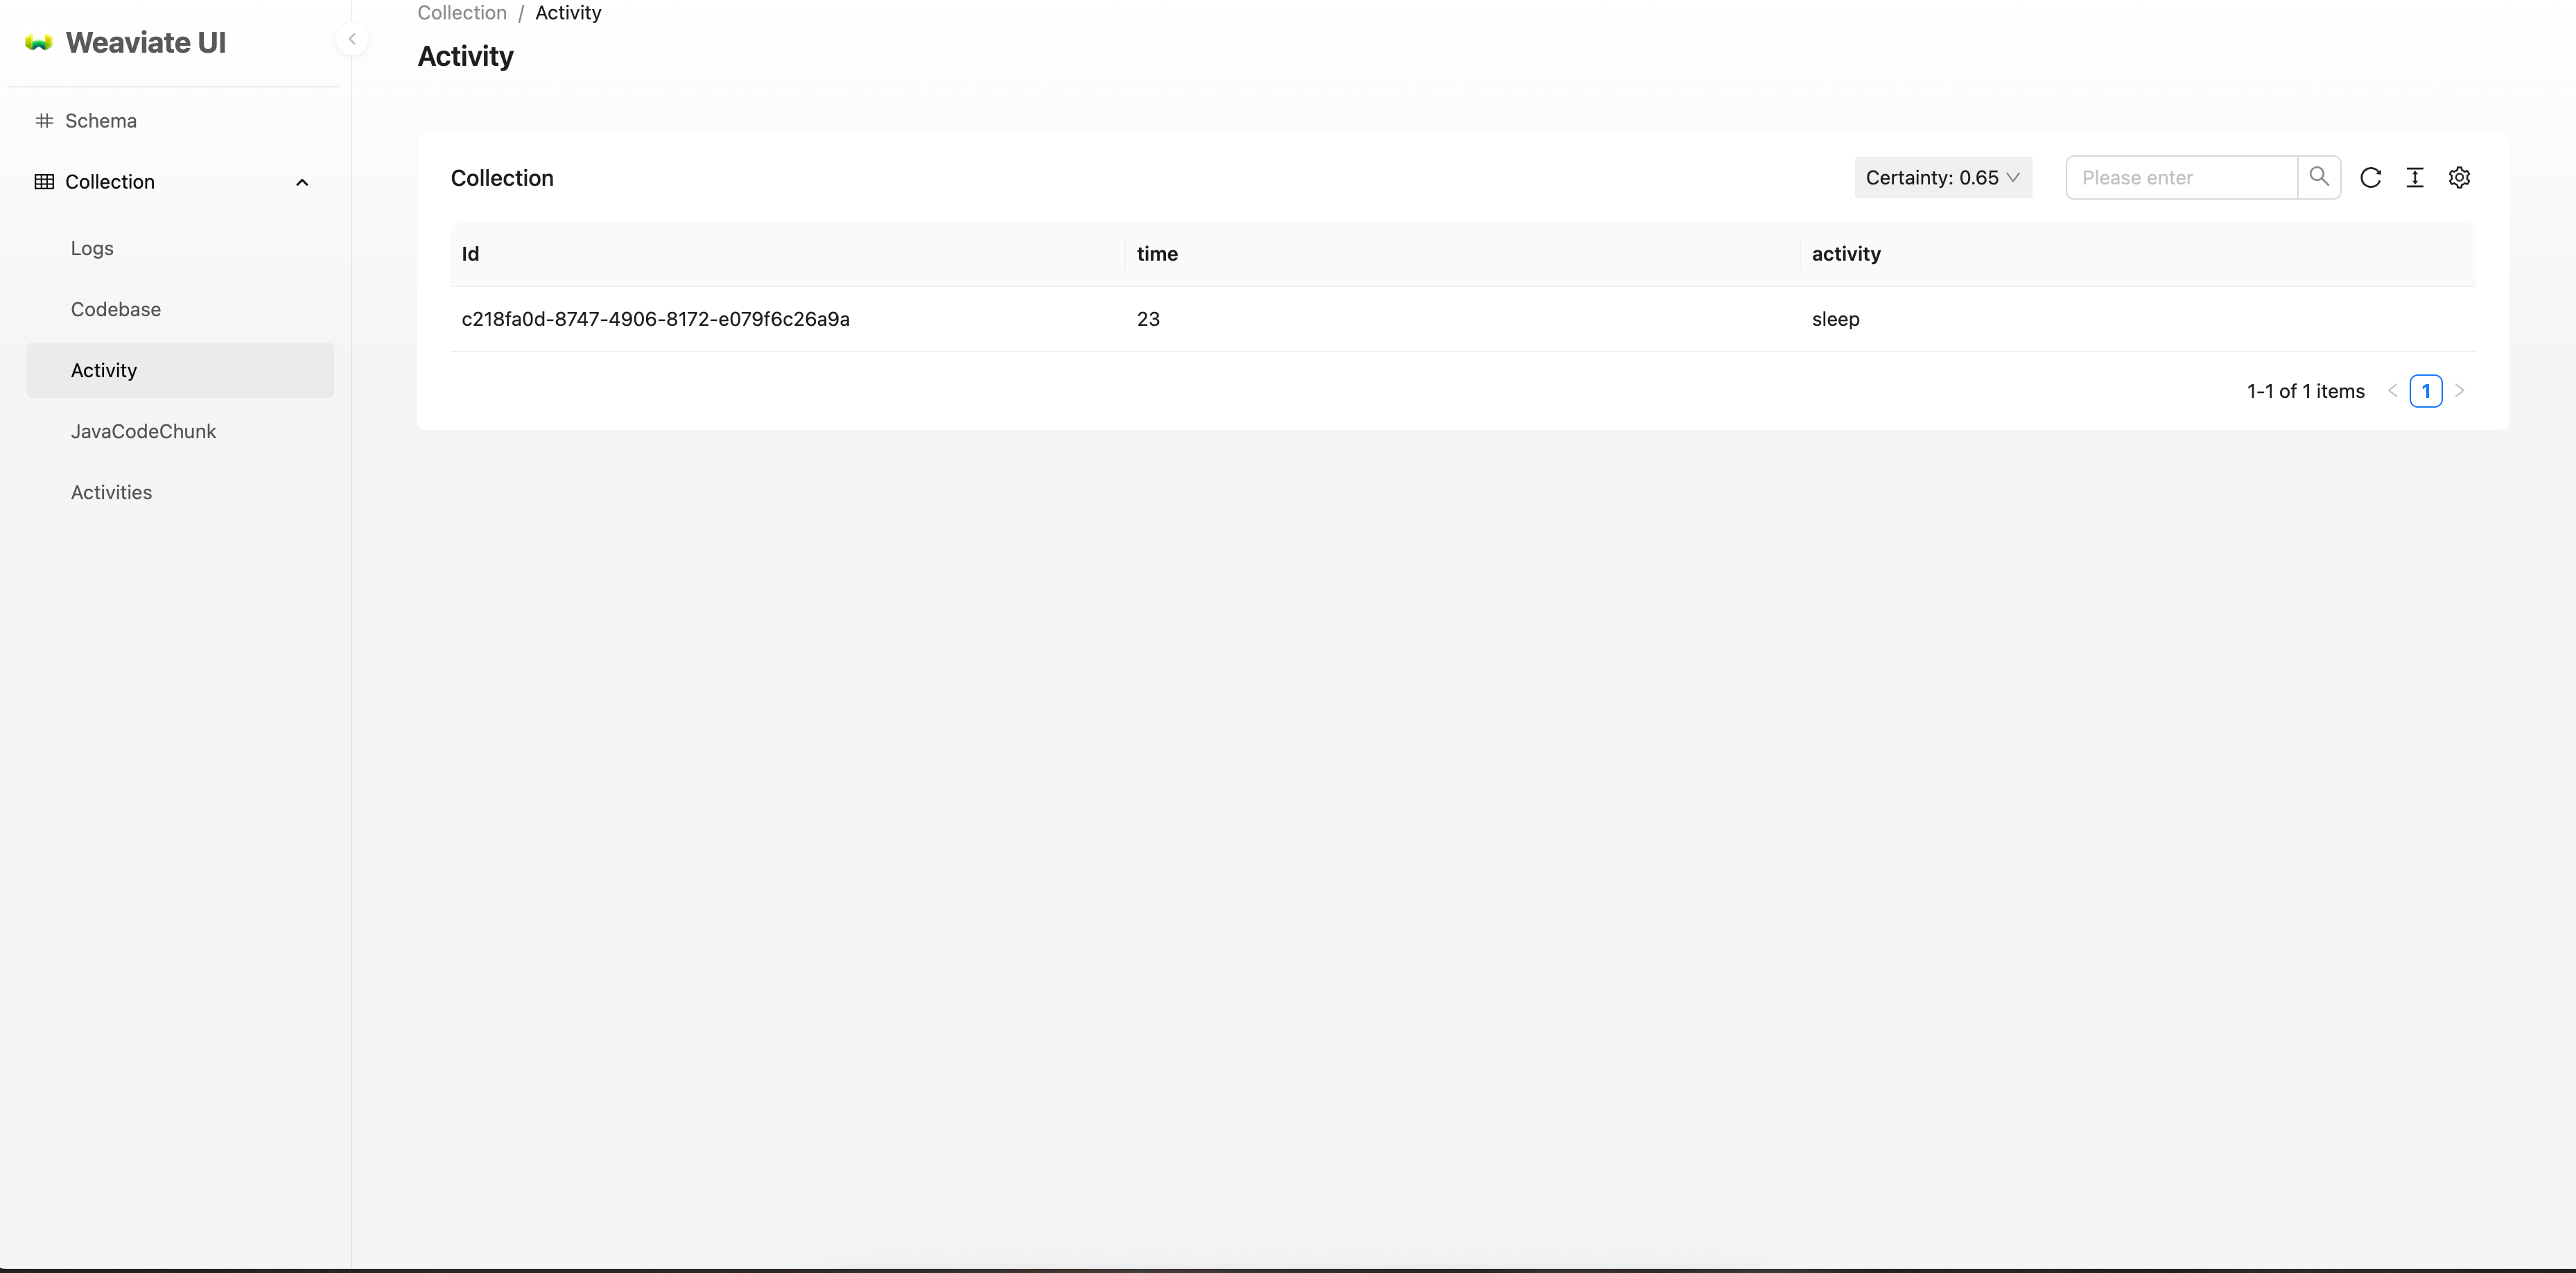 Weaviate UI
Schema
Collection
Logs
Codebase
Activity
JavaCodeChunk
Activities
Collection / Activity
Activity
Collection
Certainty: 0.65
Please enter
Id time activity
c218fa0d-8747-4906-8172-e079f6c26a9a 23 sleep
1-1 of 1 items 1